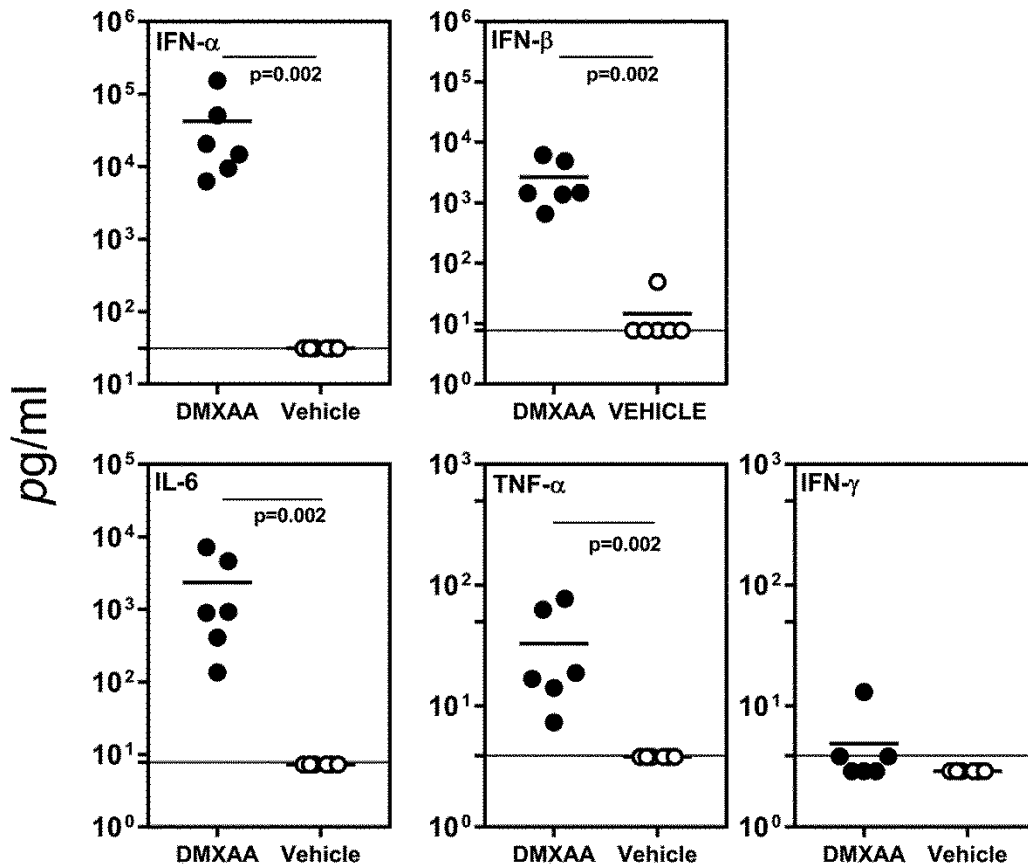 pg/ml
IFN-α
p=0.002
10⁶
10⁵
10⁴
10³
10²
10¹
DMXAA Vehicle
IFN-β
p=0.002
10⁶
10⁵
10⁴
10³
10²
10¹
10⁰
DMXAA VEHICLE
IL-6
p=0.002
10⁵
10⁴
10³
10²
10¹
10⁰
DMXAA Vehicle
TNF-α
p=0.002
10³
10²
10¹
10⁰
DMXAA Vehicle
IFN-γ
10³
10²
10¹
10⁰
DMXAA Vehicle